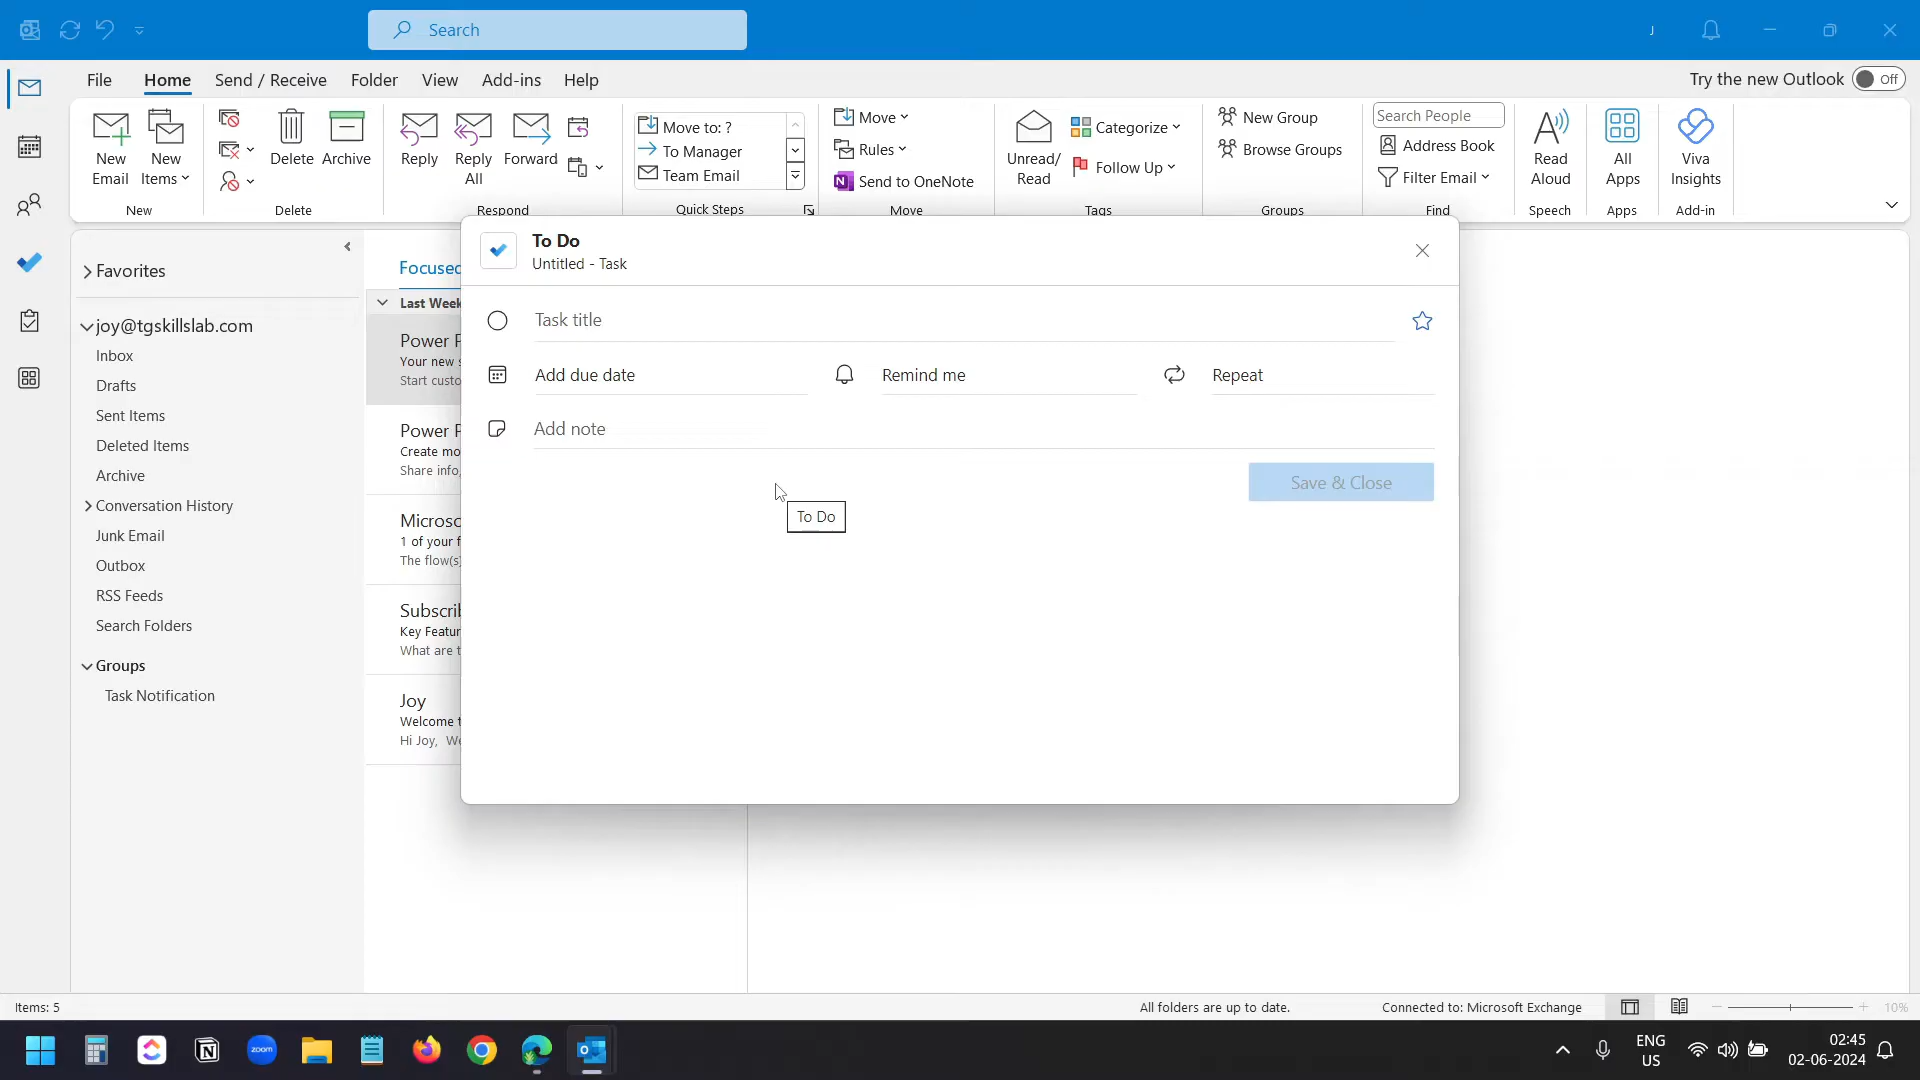 Search
J
File Home Send / Receive Folder View Add-ins Help
Try the new Outlook Off
New Email
New Items
New
Delete
Archive
Delete
Reply
Reply All
Forward
Respond
Move to: ?
To Manager
Team Email
Quick Steps
Move
Rules
Send to OneNote
Move
Unread/ Read
Categorize
Follow Up
Tags
New Group
Browse Groups
Groups
Search People
Address Book
Filter Email
Find
Read Aloud
Speech
All Apps
Apps
Viva Insights
Add-in
Favorites
joy@tgskillslab.com
Inbox
Drafts
Sent Items
Deleted Items
Archive
Conversation History
Junk Email
Outbox
RSS Feeds
Search Folders
Groups
Task Notification
Focused
Last Week
Power
Your new
Start custo
Power
Create mo
Share info,
Microso
1 of your f
The flow(s)
Subscrib
Key Featur
What are t
Joy
Welcome t
Hi Joy, We
To Do
Untitled - Task
Task title
Add due date
Remind me
Repeat
Add note
Save & Close
To Do
Items: 5
All folders are up to date.
Connected to: Microsoft Exchange
10%
zoom
ENG
US
02:45
02-06-2024